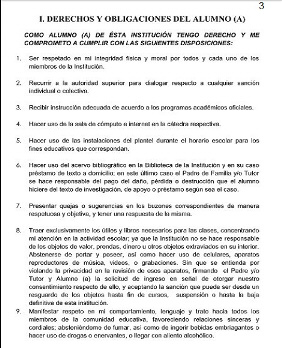 3
I. DERECHOS Y OBLIGACIONES DEL ALUMNO (A)
COMO ALUMNO (A) DE ÉSTA INSTITUCIÓN TENGO DERECHO Y ME
COMPROMETO A CUMPLIR CON LAS SIGUIENTES DISPOSICIONES:
1. Ser respetado en mi integridad física y moral por todos y cada uno de los
miembros de la Institución.
2. Recurrir a la autoridad superior para dialogar respecto a cualquier sanción
individual o colectiva.
3. Recibir instrucción adecuada de acuerdo a los programas académicos oficiales.
4. Hacer uso de la sala de cómputo e internet en la cátedra respectiva.
5. Hacer uso de las instalaciones del plantel durante el horario escolar para los
fines educativos que correspondan.
6. Hacer uso del acervo bibliográfico en la Biblioteca de la Institución y en su caso
préstamo de texto a domicilio; en este último caso el Padre de Familia y/o Tutor
se hace responsable del pago del daño, pérdida o destrucción que el alumno
hiciere del texto de investigación, de apoyo o préstamo según sea el caso.
7. Presentar quejas o sugerencias en los buzones correspondientes de manera
respetuosa y objetiva, y tener una respuesta de la misma.
8. Traer exclusivamente los útiles y libros necesarios para las clases, concentrando
mi atención en la actividad escolar; ya que la Institución no se hace responsable
de los objetos de valor, prendas, dinero u otros objetos extraviados en su interior.
Abstenerse de portar y poseer, así como hacer uso de celulares, aparatos
reproductores de música, videos, o grabaciones. Sin que se entienda por
violando la privacidad en la revisión de esos aparatos, firmando el Padre y/o
Tutor y Alumno (a) la solicitud de ingreso en señal de otorgar nuestro
consentimiento respecto de ello, y aceptando la sanción que puede ser desde un
resguardo de los objetos hasta fin de cursos, suspensión o hasta la baja
definitiva de esta institución.
9. Manifestar respeto en mi comportamiento, lenguaje y trato hacia todos los
miembros de la comunidad educativa, favoreciendo relaciones sinceras y
cordiales; absteniéndome de fumar, así como de ingerir bebidas embriagantes o
hacer uso de drogas o enervantes, o llegar con aliento alcohólico.